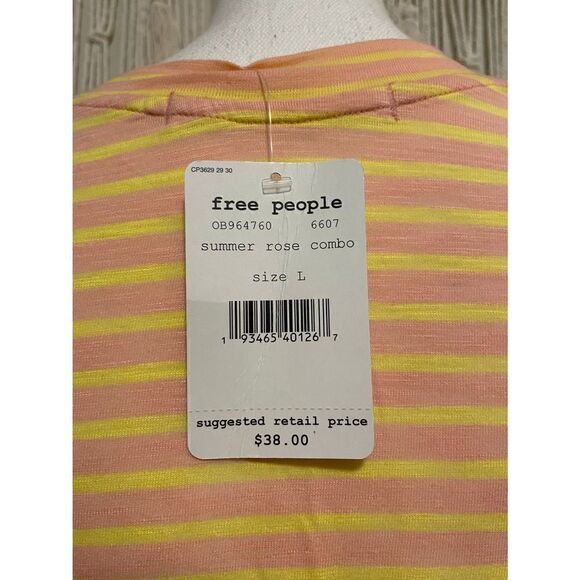 CP3629 29 30
free people
OB964760 6607
summer rose combo
size L
1 93465 40126 7
suggested retail price
$38.00